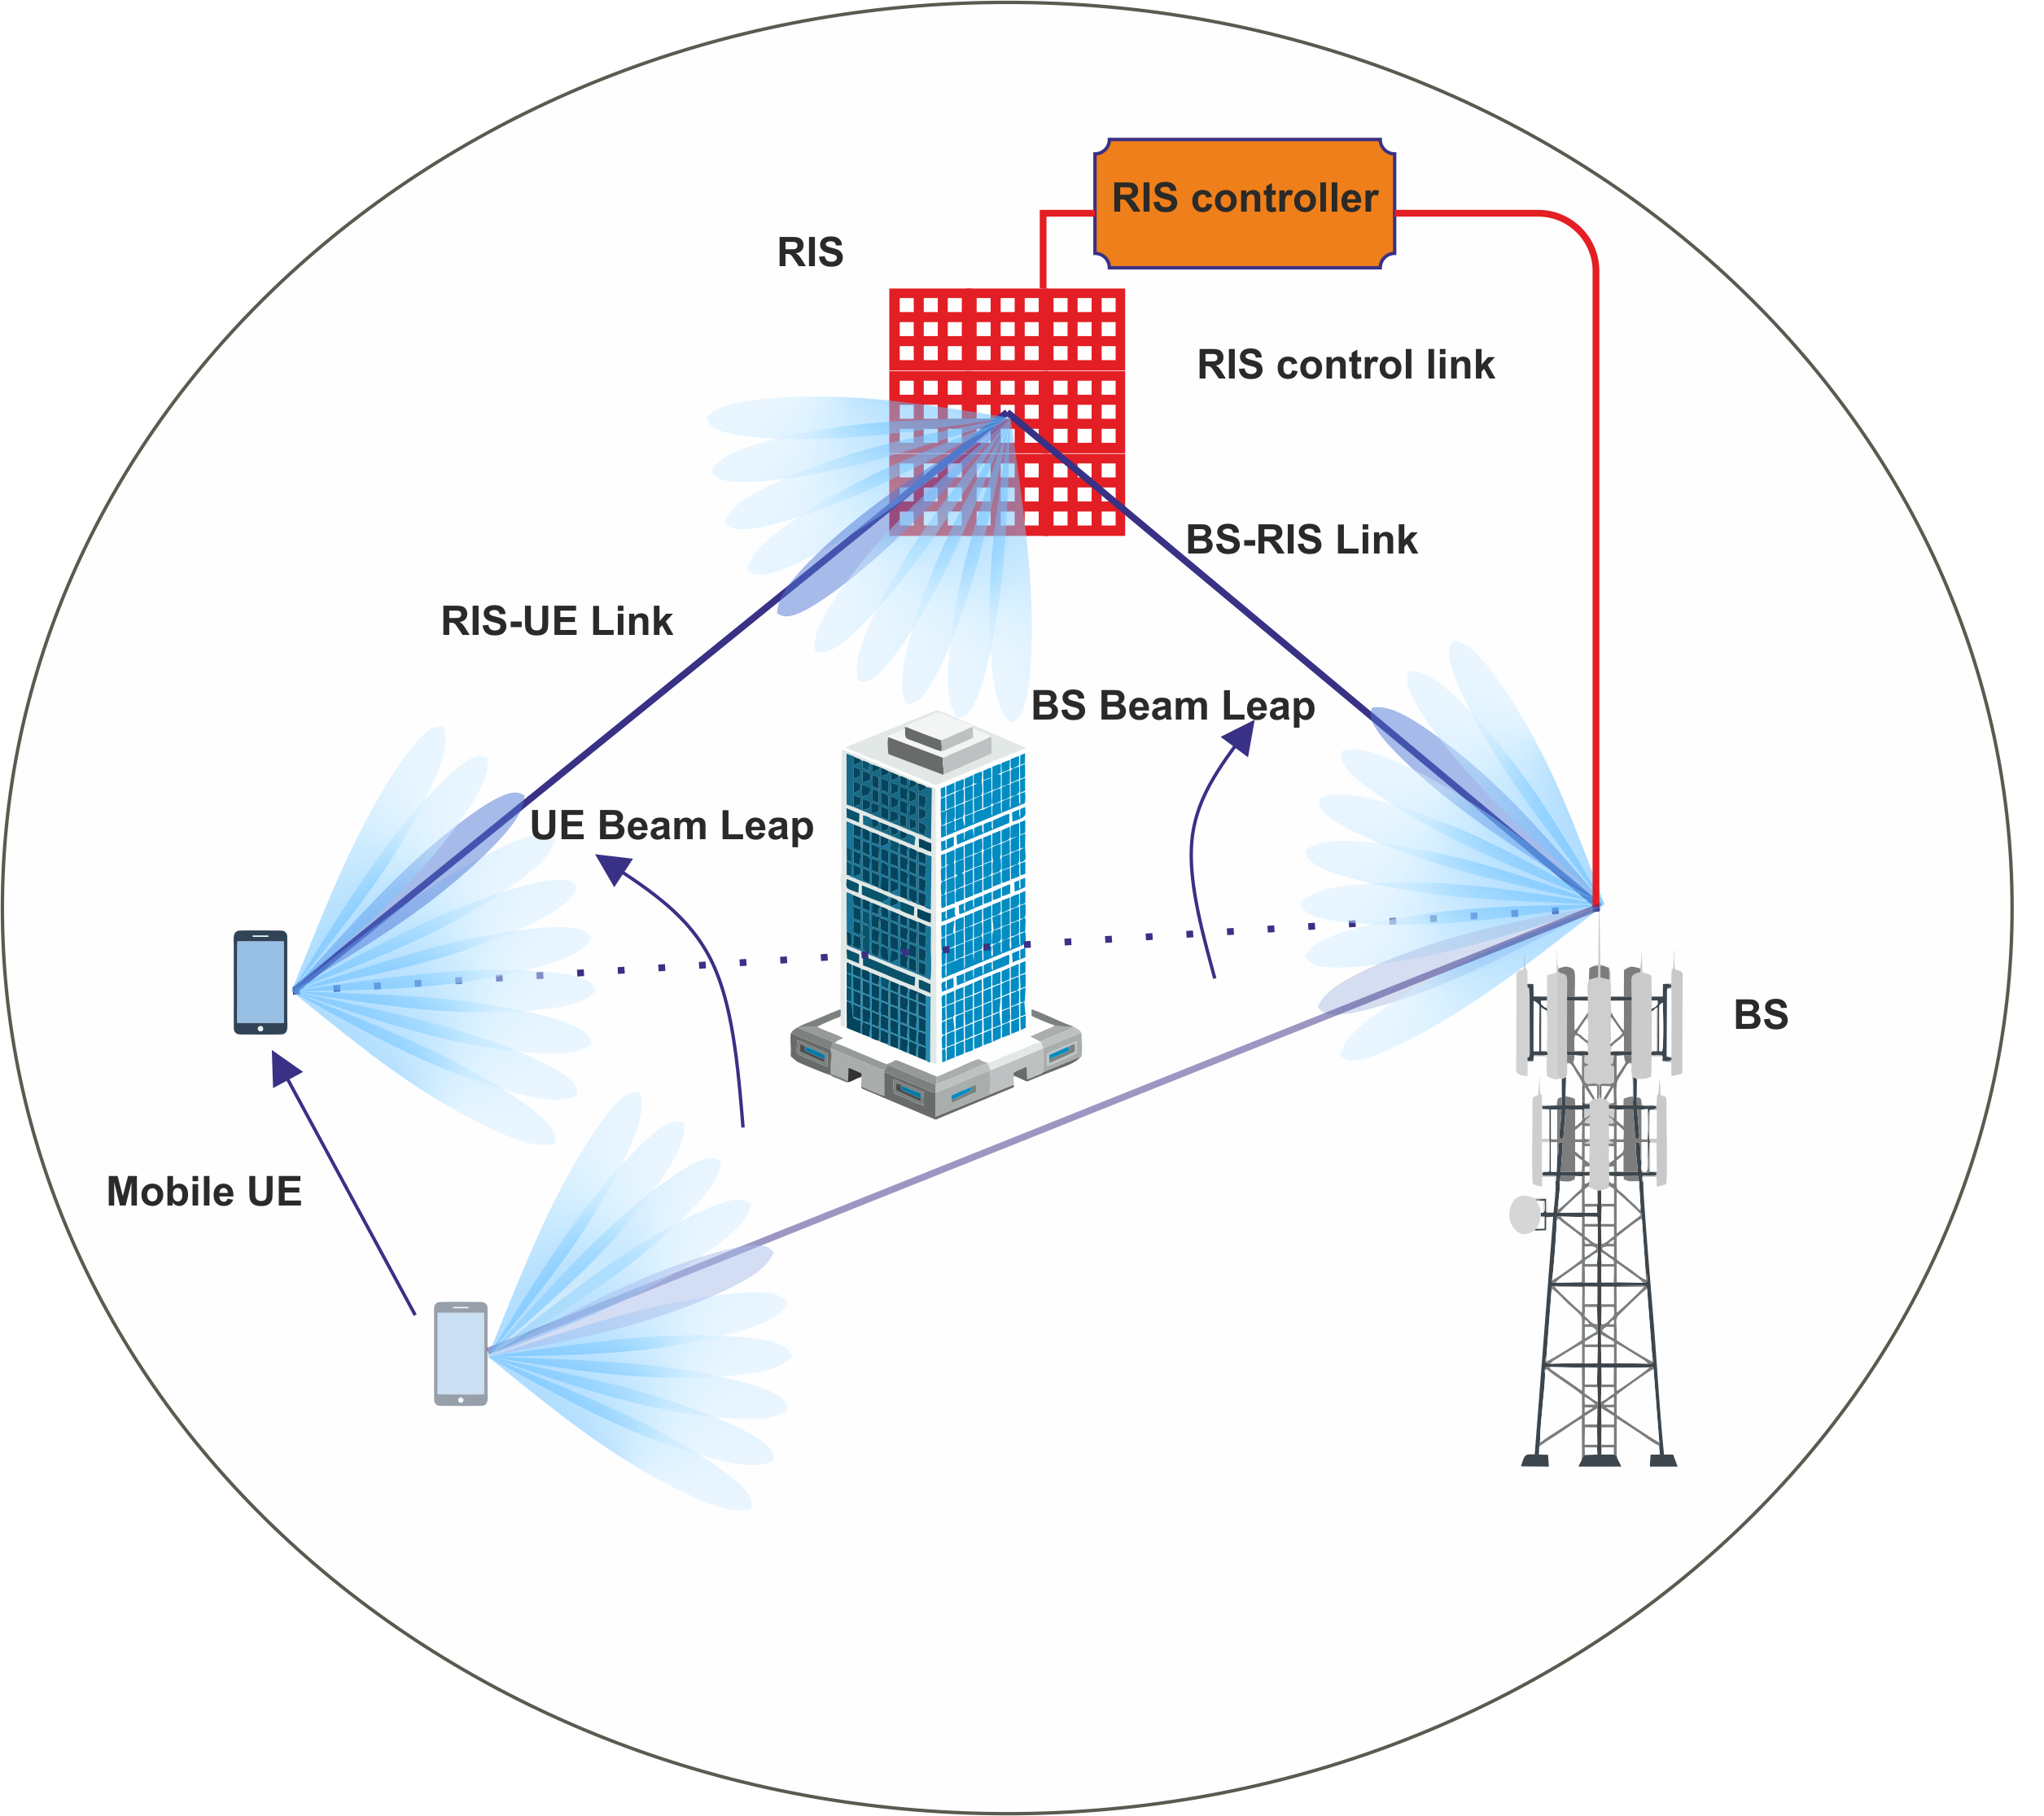 RIS controller
RIS
RIS control link
BS-RIS Link
RIS-UE Link
BS Beam Leap
UE Beam Leap
BS
Mobile UE